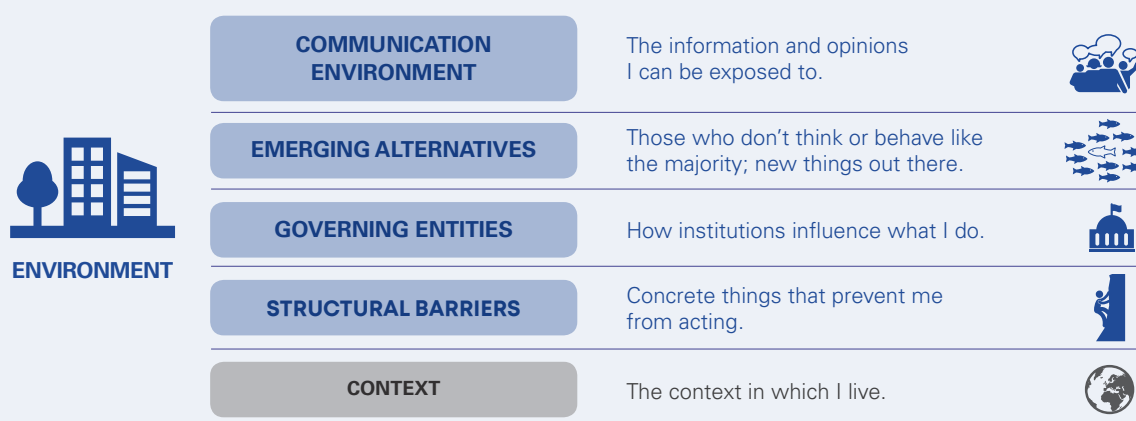 COMMUNICATION
ENVIRONMENT
The information and opinions
I can be exposed to.
EMERGING ALTERNATIVES
Those who don't think or behave like
the majority; new things out there.
GOVERNING ENTITIES
How institutions influence what I do.
ENVIRONMENT
STRUCTURAL BARRIERS
Concrete things that prevent me
from acting.
CONTEXT
The context in which I live.